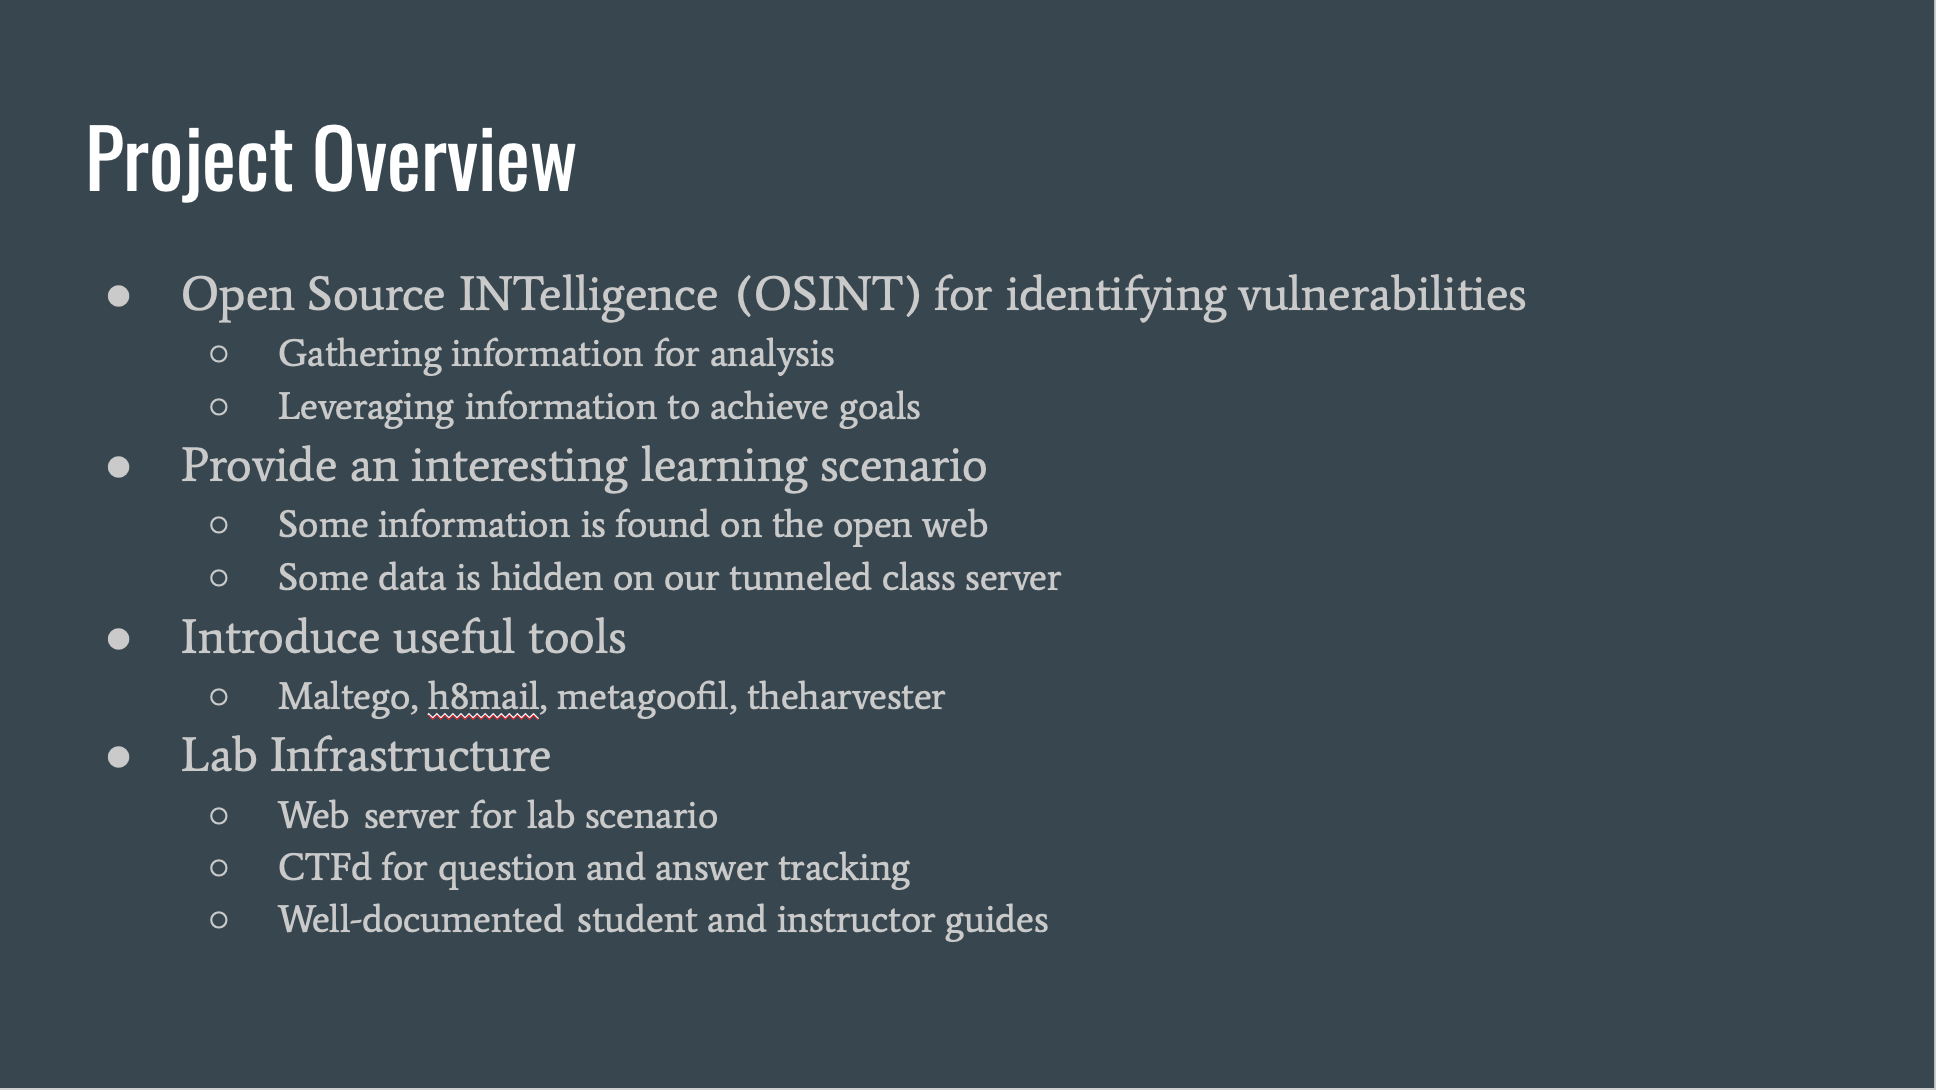 Project Overview
● Open Source INTelligence (OSINT) for identifying vulnerabilities
○ Gathering information for analysis
○ Leveraging information to achieve goals
● Provide an interesting learning scenario
○ Some information is found on the open web
○ Some data is hidden on our tunneled class server
● Introduce useful tools
○ Maltego, h8mail, metagoofil, theharvester
● Lab Infrastructure
○ Web server for lab scenario
○ CTFd for question and answer tracking
○ Well-documented student and instructor guides